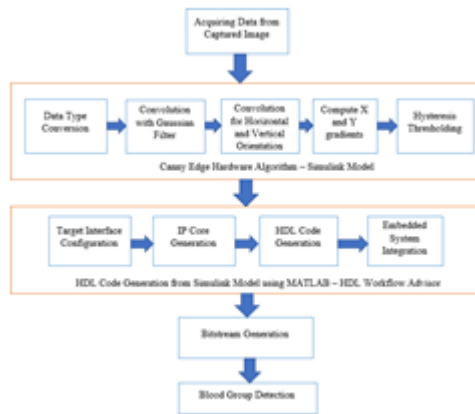 Acquiring Data from
Captured Image
Data Type
Conversion
Convolution
with Gaussian
Filter
Convolution
for Horizontal
and Vertical
Orientation
Compute X
and Y
gradients
Hysteresis
Thresholding
Canny Edge Hardware Algorithm – Simulink Model
Target Interface
Configuration
IP Core
Generation
HDL Code
Generation
Embedded
System
Integration
HDL Code Generation from Simulink Model using MATLAB – HDL Workflow Advisor
Bitstream Generation
Blood Group Detection